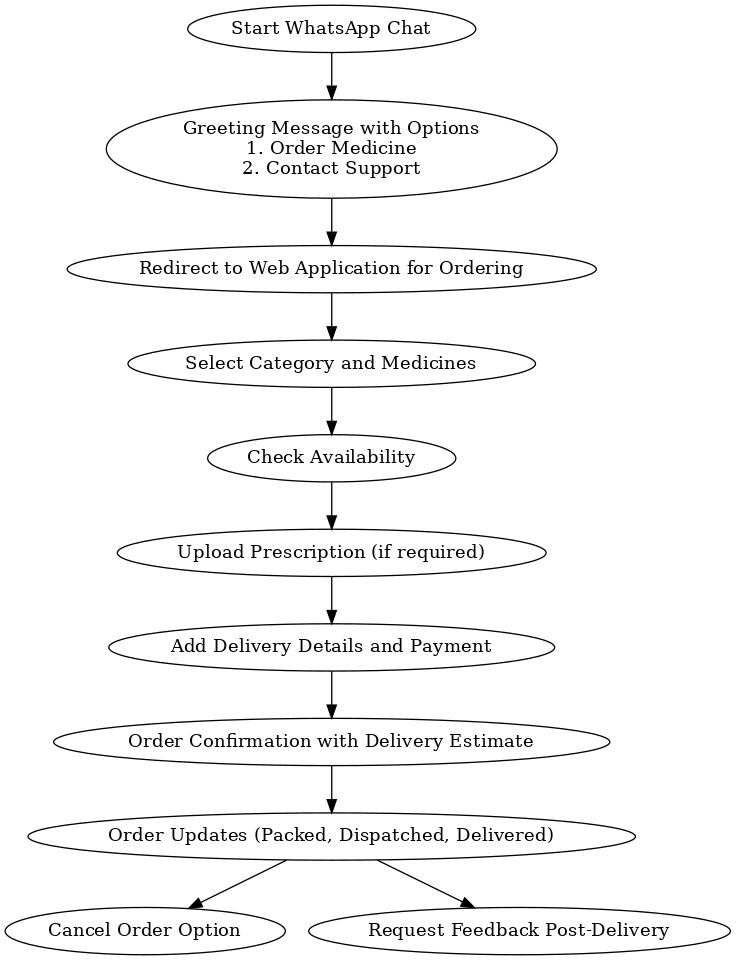 Start WhatsApp Chat
Greeting Message with Options
1. Order Medicine
2. Contact Support
Redirect to Web Application for Ordering
Select Category and Medicines
Check Availability
Upload Prescription (if required)
Add Delivery Details and Payment
Order Confirmation with Delivery Estimate
Order Updates (Packed, Dispatched, Delivered)
Cancel Order Option
Request Feedback Post-Delivery